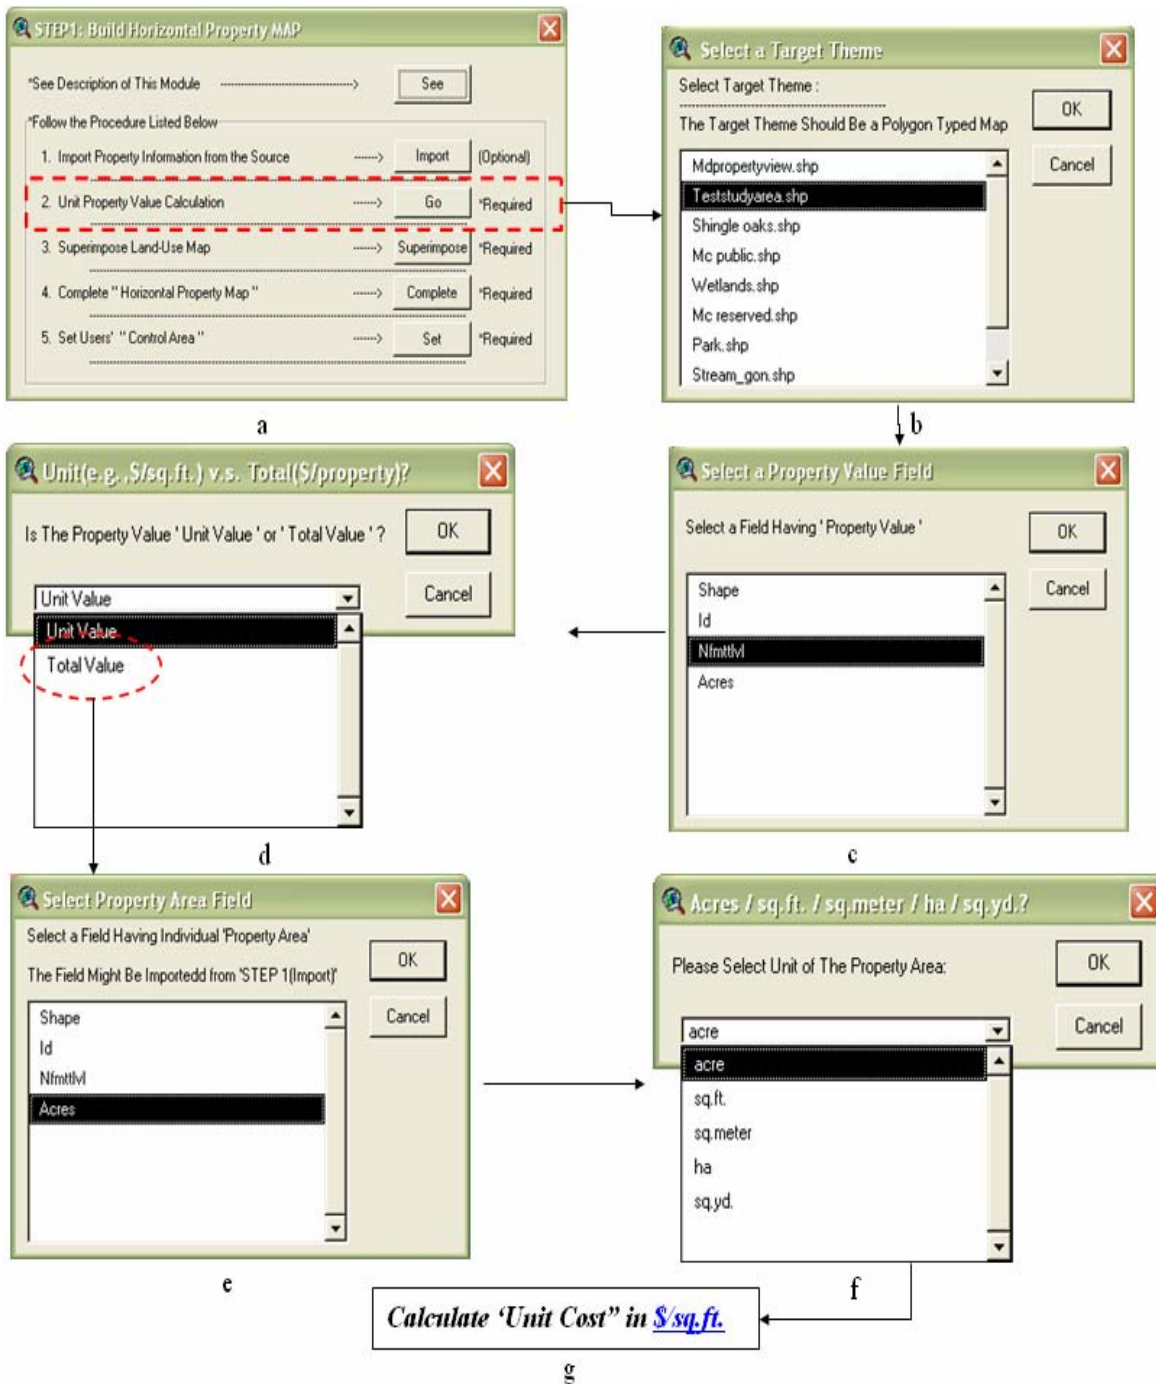 STEP1: Build Horizontal Property MAP
*See Description of This Module ----------------------------------------> See
*Follow the Procedure Listed Below
1. Import Property Information from the Source ------> Import (Optional)
2. Unit Property Value Calculation ------> Go *Required
3. Superimpose Land-Use Map ------> Superimpose *Required
4. Complete " Horizontal Property Map " ------> Complete *Required
5. Set Users' " Control Area " ------> Set *Required
a
Select a Target Theme
Select Target Theme :
OK
The Target Theme Should Be a Polygon Typed Map
Cancel
Mdpropertyview.shp
Teststudyarea.shp
Shingle oaks.shp
Mc public.shp
Wetlands.shp
Mc reserved.shp
Park.shp
Stream_gon.shp
b
Select a Property Value Field
Select a Field Having ' Property Value '
OK
Cancel
Shape
Id
Nfmttlvl
Acres
c
Unit(e.g. ,$/sq.ft.) v.s. Total($/property)?
Is The Property Value ' Unit Value ' or ' Total Value ' ?
OK
Cancel
Unit Value
Unit Value
Total Value
d
Select Property Area Field
Select a Field Having Individual 'Property Area'
OK
The Field Might Be Importedd from 'STEP 1(Import)'
Cancel
Shape
Id
Nfmttlvl
Acres
e
Acres / sq.ft. / sq.meter / ha / sq.yd.?
Please Select Unit of The Property Area:
OK
Cancel
acre
acre
sq.ft.
sq.meter
ha
sq.yd.
f
Calculate 'Unit Cost" in $/sq.ft.
g